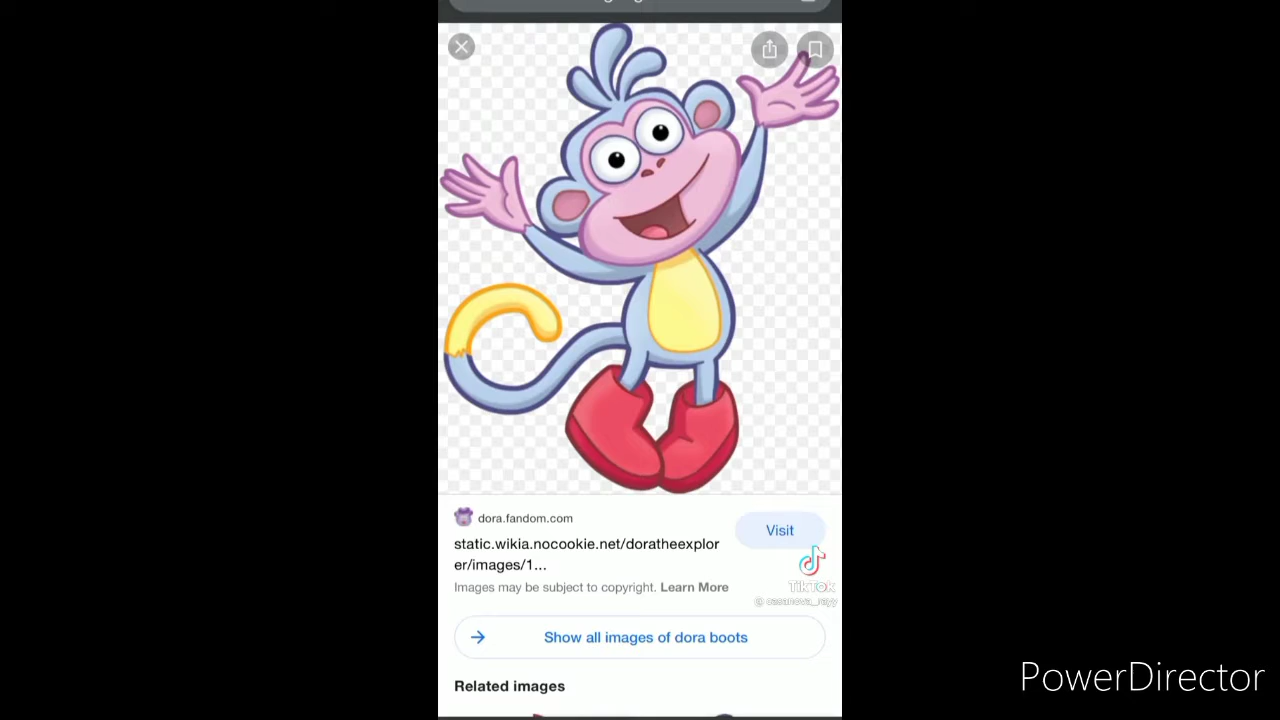 dora.fandom.com
Visit
static.wikia.nocookie.net/doratheexplor
er/images/1...
Images may be subject to copyright. Learn More
TikTok
Show all images of dora boots
Related images
PowerDirector